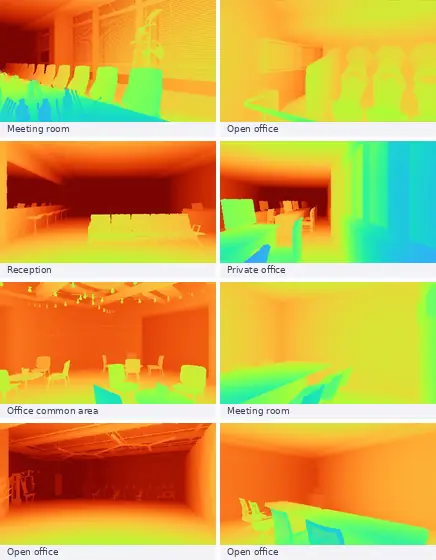 Meeting room
Open office
Reception
Private office
Office common area
Meeting room
Open office
Open office